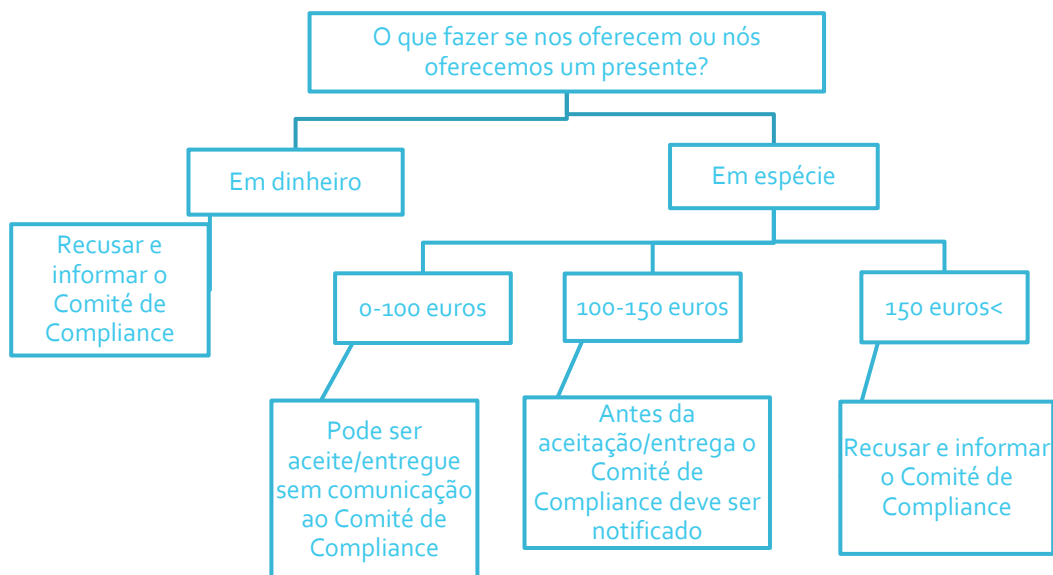 O que fazer se nos oferecem ou nós
oferecemos um presente?
Em dinheiro
Em espécie
Recusar e
informar o
Comité de
Compliance
0-100 euros
100-150 euros
150 euros<
Pode ser
aceite/entregue
sem comunicação
ao Comité de
Compliance
Antes da
aceitação/entrega o
Comité de
Compliance deve ser
notificado
Recusar e informar
o Comité de
Compliance